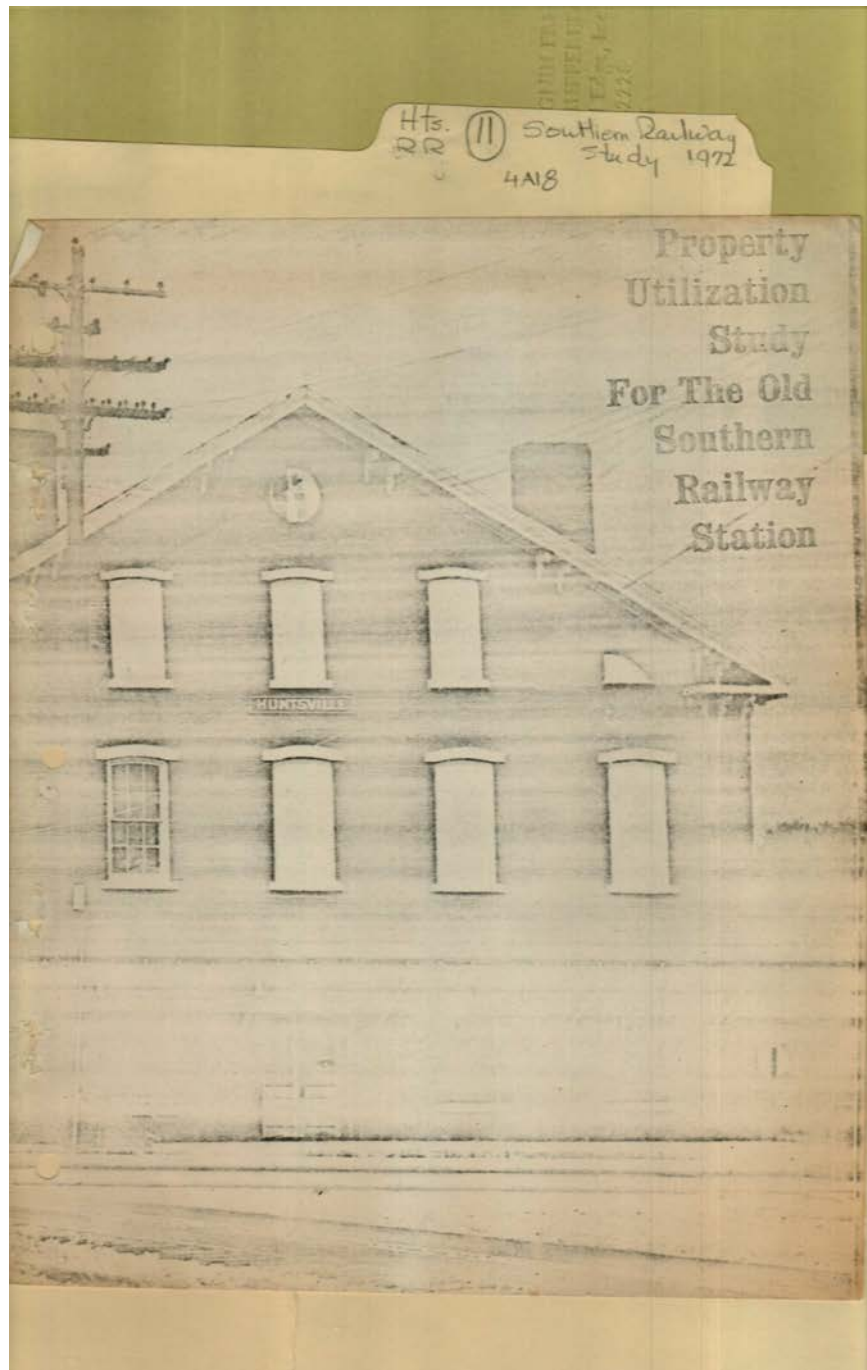 Hts. 11 Southern Railway
RR Study 1972
4A18
Property
Utilization
Study
For The Old
Southern
Railway
Station
HUNTSVILLE